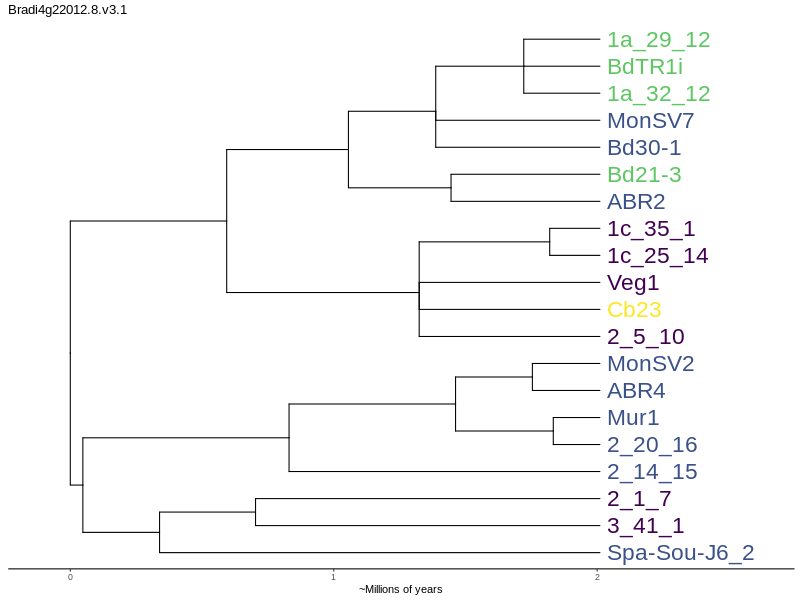 Bradi4g22012.8.v3.1
1a_29_12
BdTR1i
1a_32_12
MonSV7
Bd30-1
Bd21-3
ABR2
1c_35_1
1c_25_14
Veg1
Cb23
2_5_10
MonSV2
ABR4
Mur1
2_20_16
2_14_15
2_1_7
3_41_1
Spa-Sou-J6_2
0 1 2
~Millions of years